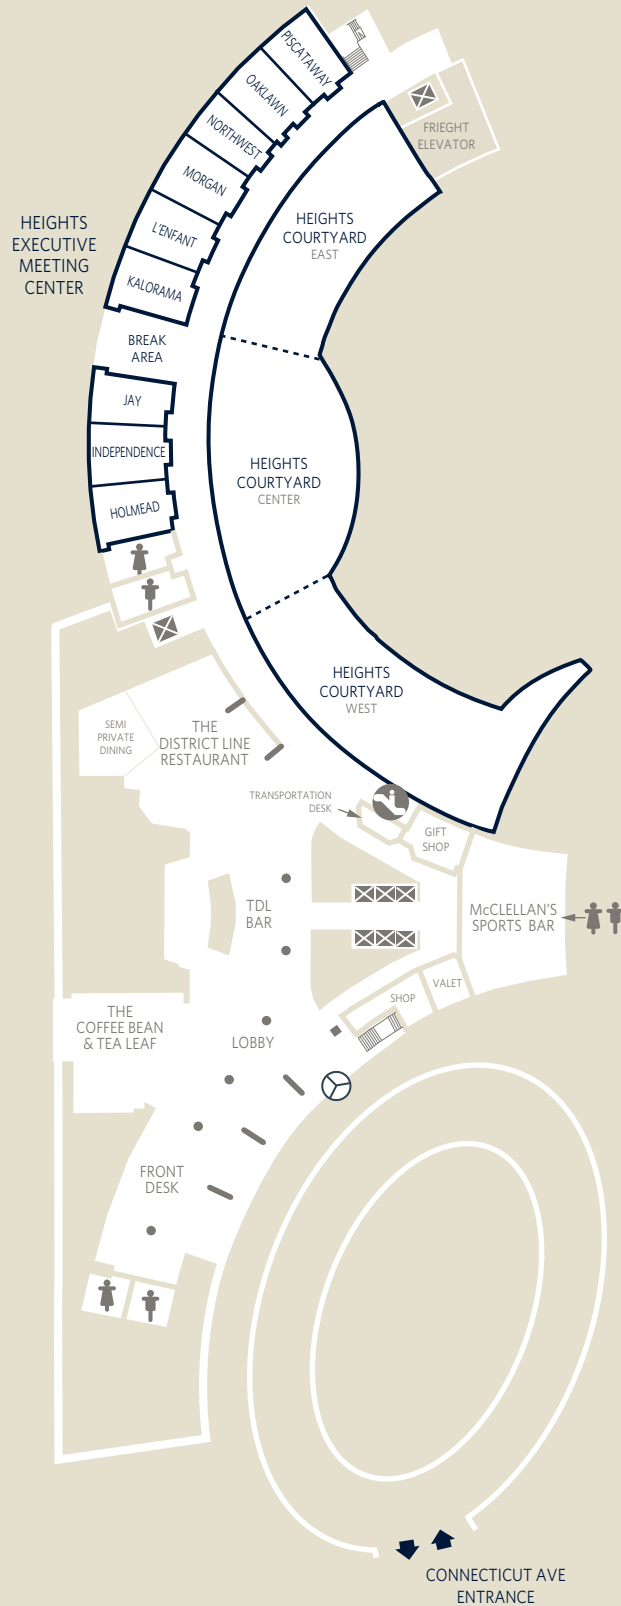 PISCATAWAY
OAKLAWN
NORTHWEST
MORGAN
L'ENFANT
KALORAMA
FRIEGHT
ELEVATOR
HEIGHTS
EXECUTIVE
MEETING
CENTER
HEIGHTS
COURTYARD
EAST
BREAK
AREA
JAY
INDEPENDENCE
HOLMEAD
HEIGHTS
COURTYARD
CENTER
HEIGHTS
COURTYARD
WEST
SEMI
PRIVATE
DINING
THE
DISTRICT LINE
RESTAURANT
TRANSPORTATION
DESK
GIFT
SHOP
TDL
BAR
McCLELLAN'S
SPORTS BAR
VALET
SHOP
THE
COFFEE BEAN
& TEA LEAF
LOBBY
FRONT
DESK
CONNECTICUT AVE
ENTRANCE